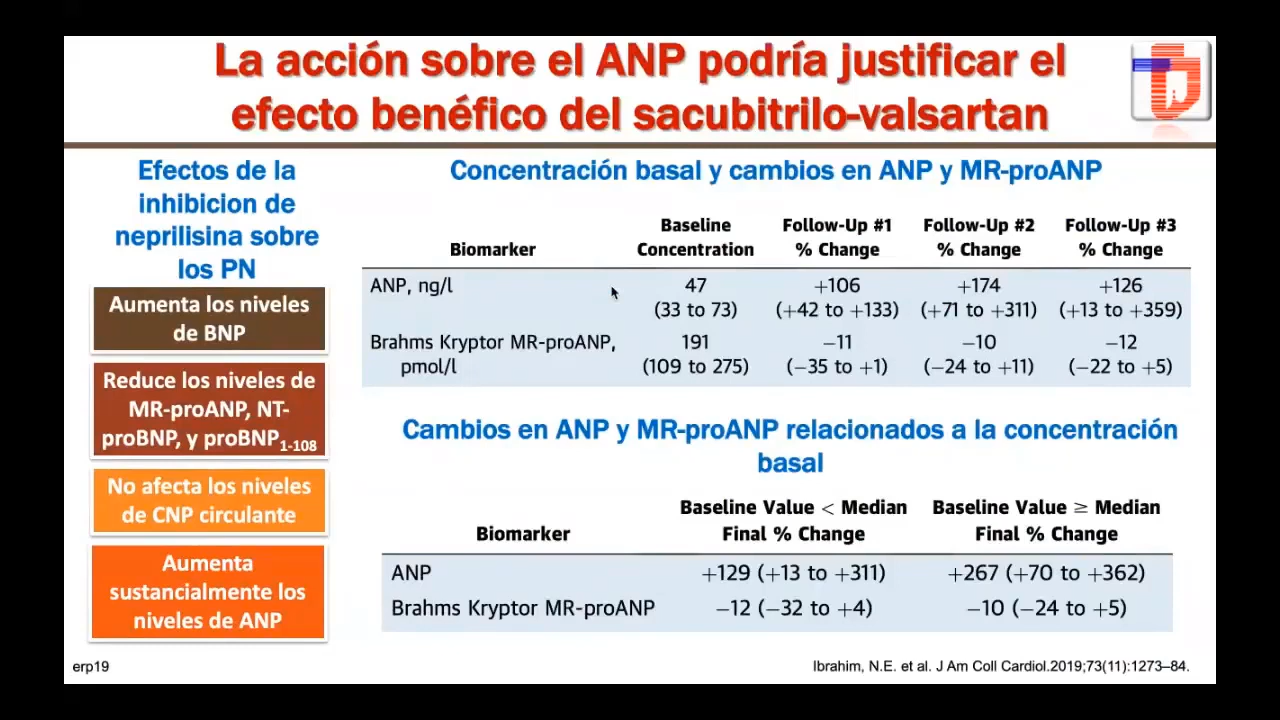 La acción sobre el ANP podría justificar el
efecto benéfico del sacubitrilo-valsartan
Efectos de la
inhibicion de
neprilisina sobre
los PN
Aumenta los niveles
de BNP
Reduce los niveles de
MR-proANP, NT-
proBNP, y proBNP1-108
No afecta los niveles
de CNP circulante
Aumenta
sustancialmente los
niveles de ANP
Concentración basal y cambios en ANP y MR-proANP
Biomarker Baseline Concentration Follow-Up #1 % Change Follow-Up #2 % Change Follow-Up #3 % Change
ANP, ng/l 47 +106 +174 +126
(33 to 73) (+42 to +133) (+71 to +311) (+13 to +359)
Brahms Kryptor MR-proANP, 191 −11 −10 −12
pmol/l (109 to 275) (−35 to +1) (−24 to +11) (−22 to +5)
Cambios en ANP y MR-proANP relacionados a la concentración
basal
Biomarker Baseline Value < Median Final % Change Baseline Value ≥ Median Final % Change
ANP +129 (+13 to +311) +267 (+70 to +362)
Brahms Kryptor MR-proANP −12 (−32 to +4) −10 (−24 to +5)
erp19
Ibrahim, N.E. et al. J Am Coll Cardiol.2019;73(11):1273–84.